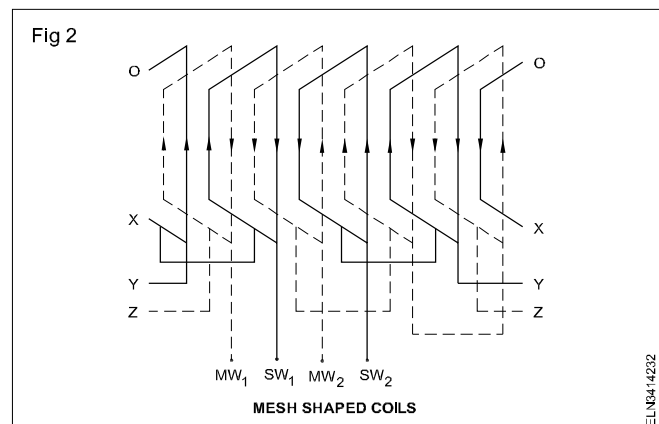 Fig 2
O O
X X
Y Y
Z Z
MW₁ SW₁ MW₂ SW₂
MESH SHAPED COILS
ELN3414232